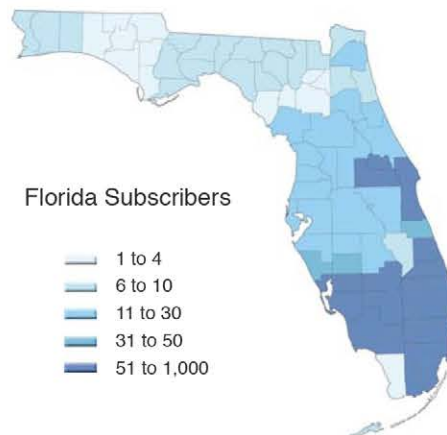 Florida Subscribers
1 to 4
6 to 10
11 to 30
31 to 50
51 to 1,000